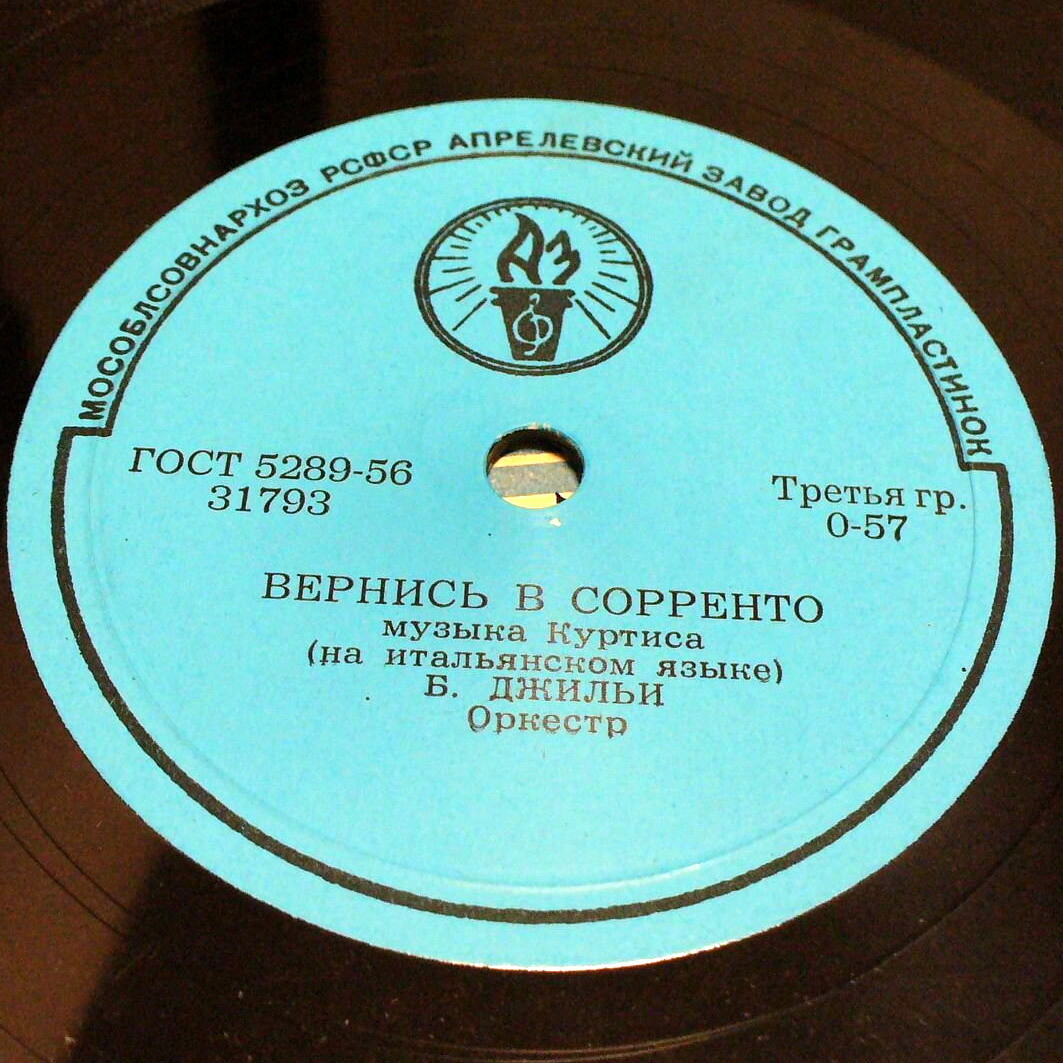 МОСОБЛСОВНАРХОЗ РСФСР АПРЕЛЕВСКИЙ ЗАВОД ГРАМПЛАСТИНОК
АЗ
ГОСТ 5289-56
31793
Третья гр.
0-57
ВЕРНИСЬ В СОРРЕНТО
музыка Куртиса
(на итальянском языке)
Б. ДЖИЛЬИ
Оркестр